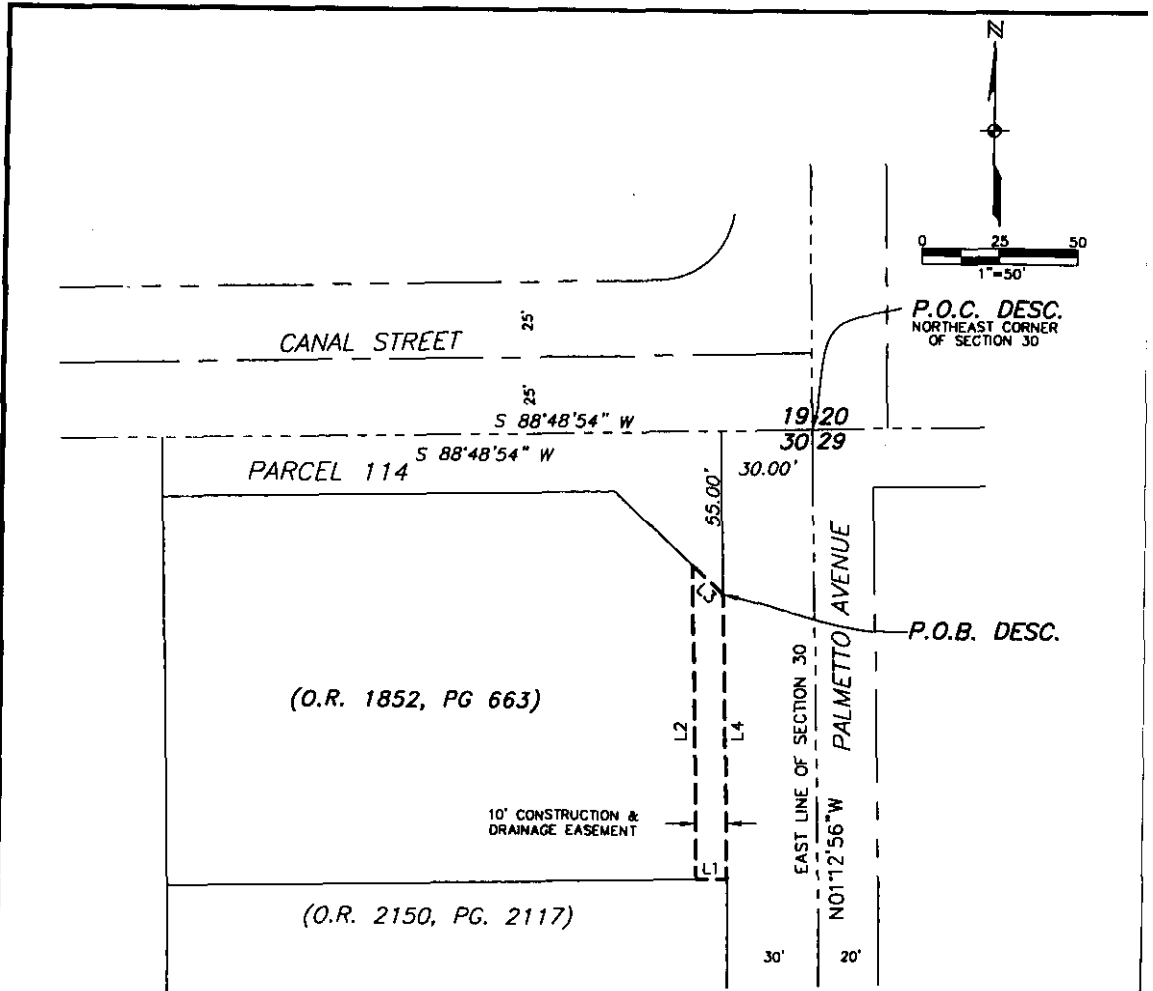 N
0 25 50
1"=50'
P.O.C. DESC.
NORTHEAST CORNER
OF SECTION 30
CANAL STREET
25'
25'
S 88°48'54" W
19 20
30 29
S 88°48'54" W
PARCEL 114
30.00'
55.00'
PALMETTO AVENUE
L3
P.O.B. DESC.
EAST LINE OF SECTION 30
(O.R. 1852, PG 663)
L2
L4
10' CONSTRUCTION &
DRAINAGE EASEMENT
N01°12'56"W
L1
(O.R. 2150, PG. 2117)
30'
20'